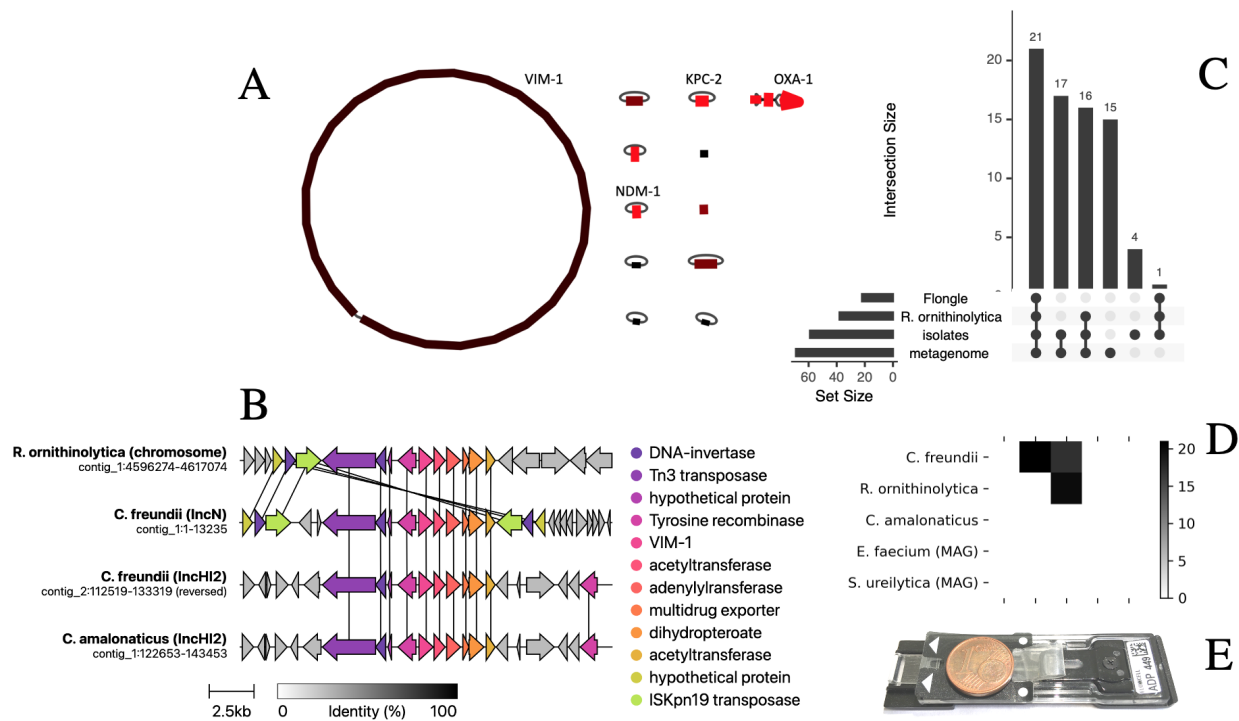 A
VIM-1
KPC-2
OXA-1
NDM-1
C
Intersection Size
20
15
10
5
21
17
16
15
4
1
Flongle
R. ornithinolytica
isolates
metagenome
60 40 20 0
Set Size
B
R. ornithinolytica (chromosome)
contig_1:4596274-4617074
C. freundii (IncN)
contig_1:1-13235
C. freundii (IncHI2)
contig_2:112519-133319 (reversed)
C. amalonaticus (IncHI2)
contig_1:122653-143453
2.5kb
0 Identity (%) 100
DNA-invertase
Tn3 transposase
hypothetical protein
Tyrosine recombinase
VIM-1
acetyltransferase
adenylyltransferase
multidrug exporter
dihydropteroate
acetyltransferase
hypothetical protein
ISKpn19 transposase
D
C. freundii
R. ornithinolytica
C. amalonaticus
E. faecium (MAG)
S. ureilytica (MAG)
20
15
10
5
0
E
ADP 449